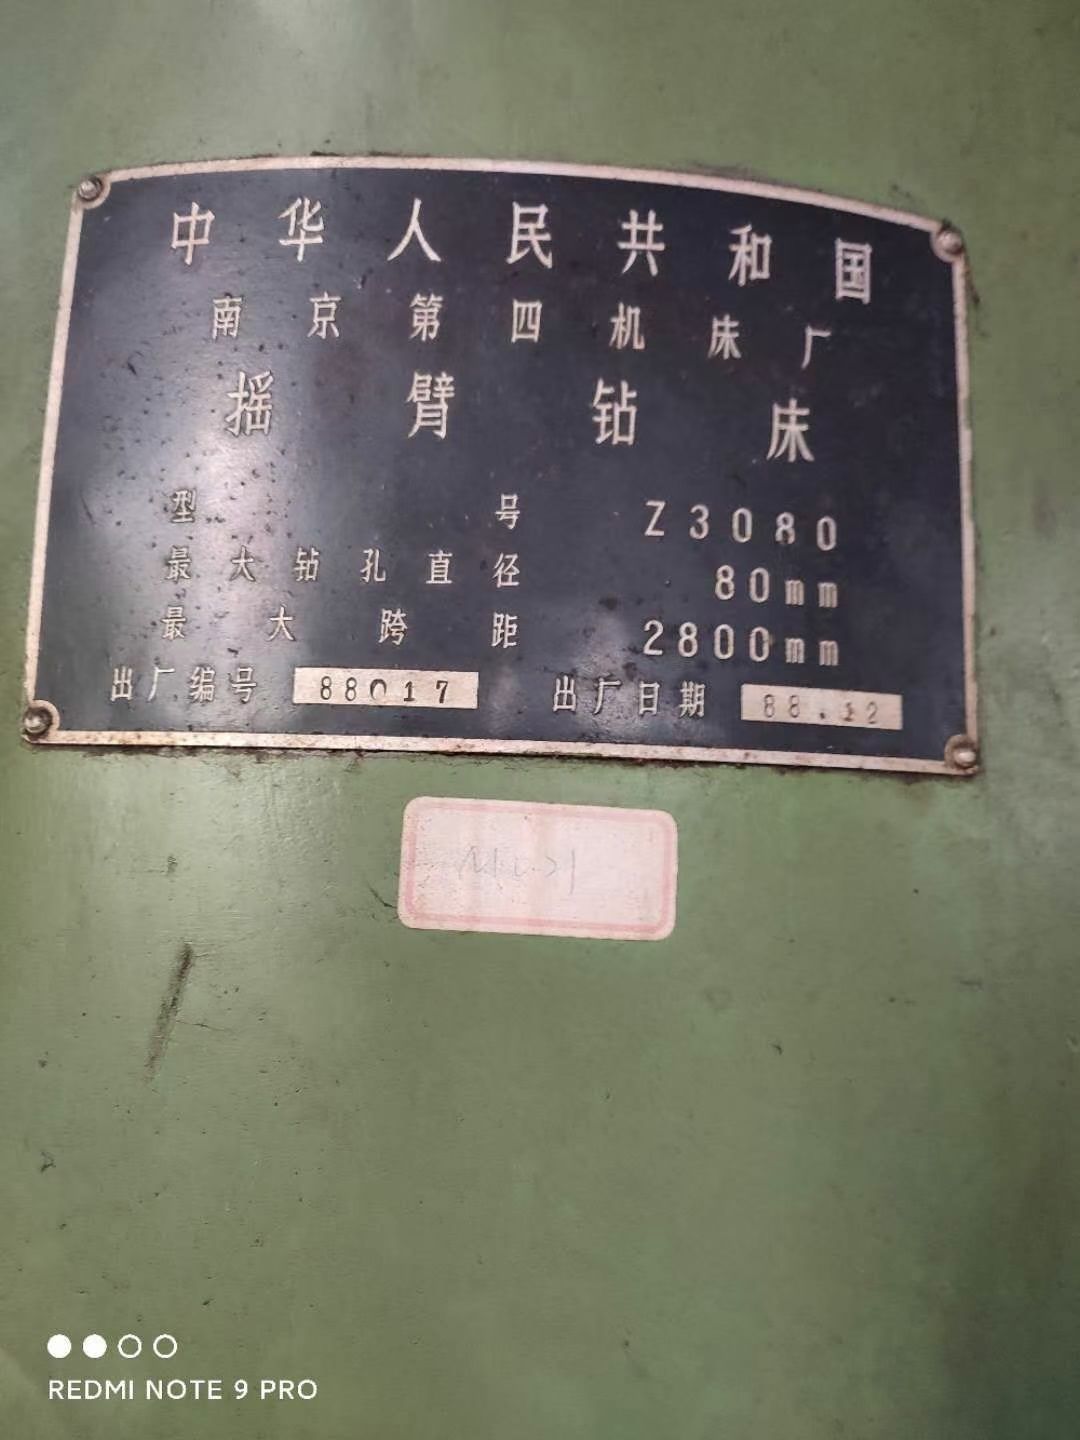 中华人民共和国
南京第四机床厂
摇臂钻床
型号 Z3080
最大钻孔直径 80mm
最大跨距 2800mm
出厂编号 88017 出厂日期 88.12
REDMI NOTE 9 PRO